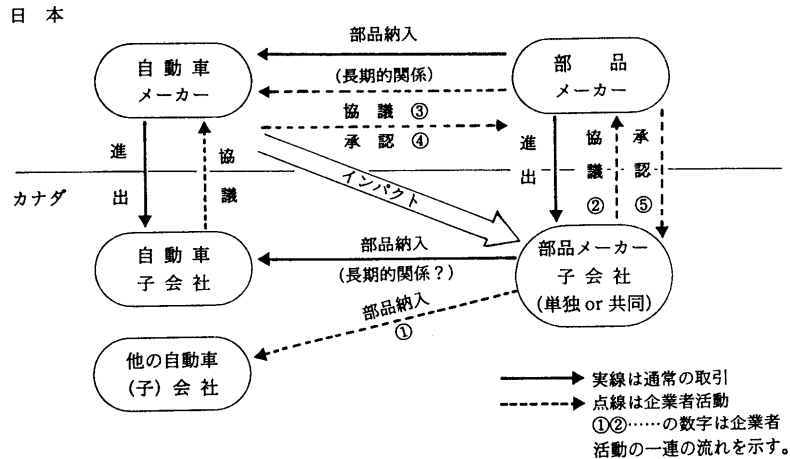 日 本
部品納入
自 動 車
メーカー
(長期的関係)
部 品
メーカー
協 議 ③
承 認 ④
進
出
協
議
進
出
協
議
②
承
認
⑤
カナダ
インパクト
自 動 車
子 会 社
部品納入
(長期的関係?)
部品メーカー
子 会 社
(単独or共同)
部品納入
①
他の自動車
(子) 会 社
実線は通常の取引
点線は企業者活動
①②……の数字は企業者
活動の一連の流れを示す。